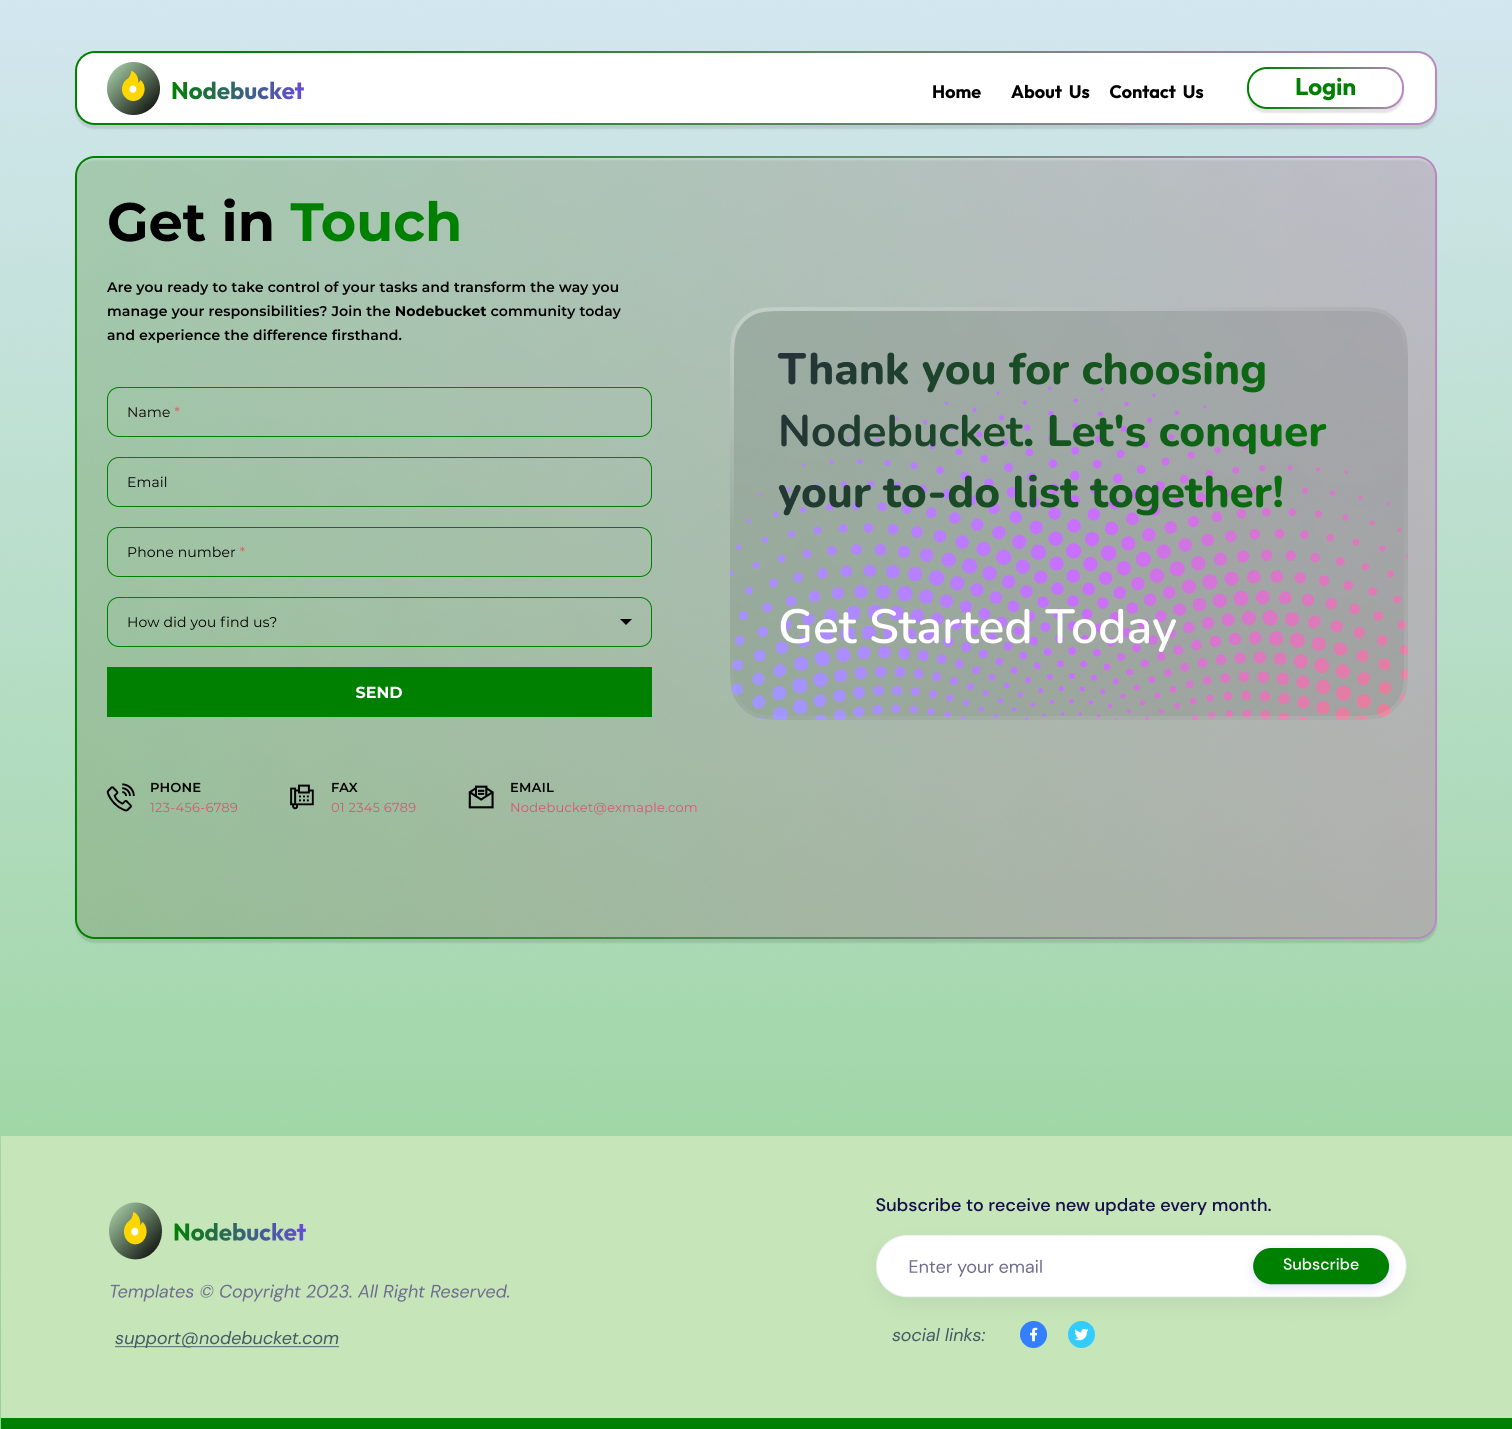 Nodebucket
Home About Us Contact Us Login
Get in Touch
Are you ready to take control of your tasks and transform the way you
manage your responsibilities? Join the Nodebucket community today
and experience the difference firsthand.
Name *
Email
Phone number *
How did you find us?
SEND
PHONE
123-456-6789
FAX
01 2345 6789
EMAIL
Nodebucket@exmaple.com
Thank you for choosing
Nodebucket. Let's conquer
your to-do list together!
Get Started Today
Nodebucket
Templates © Copyright 2023. All Right Reserved.
support@nodebucket.com
Subscribe to receive new update every month.
Enter your email
Subscribe
social links: